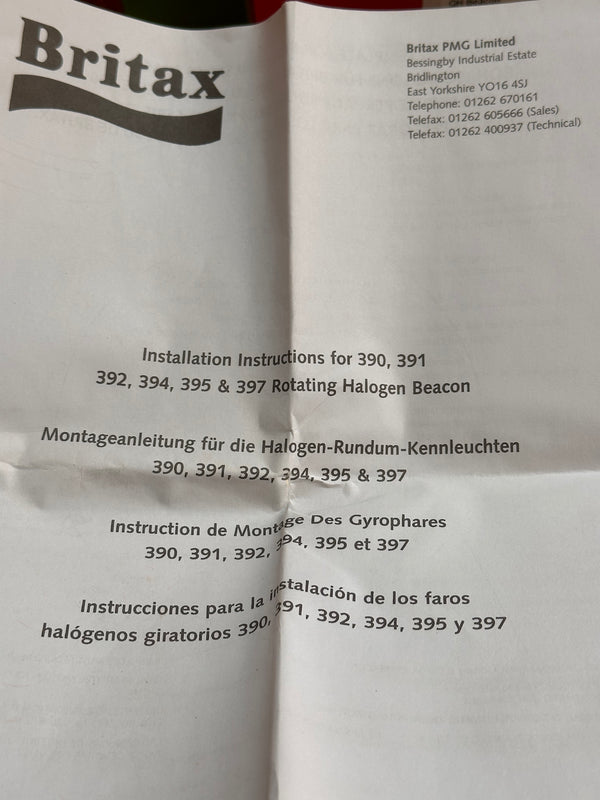 Britax
Britax PMG Limited
Bessingby Industrial Estate
Bridlington
East Yorkshire YO16 4SJ
Telephone: 01262 670161
Telefax: 01262 605666 (Sales)
Telefax: 01262 400937 (Technical)
Installation Instructions for 390, 391
392, 394, 395 & 397 Rotating Halogen Beacon
Montageanleitung für die Halogen-Rundum-Kennleuchten
390, 391, 392, 394, 395 & 397
Instruction de Montage Des Gyrophares
390, 391, 392, 394, 395 et 397
Instrucciones para la instalación de los faros
halógenos giratorios 390, 391, 392, 394, 395 y 397